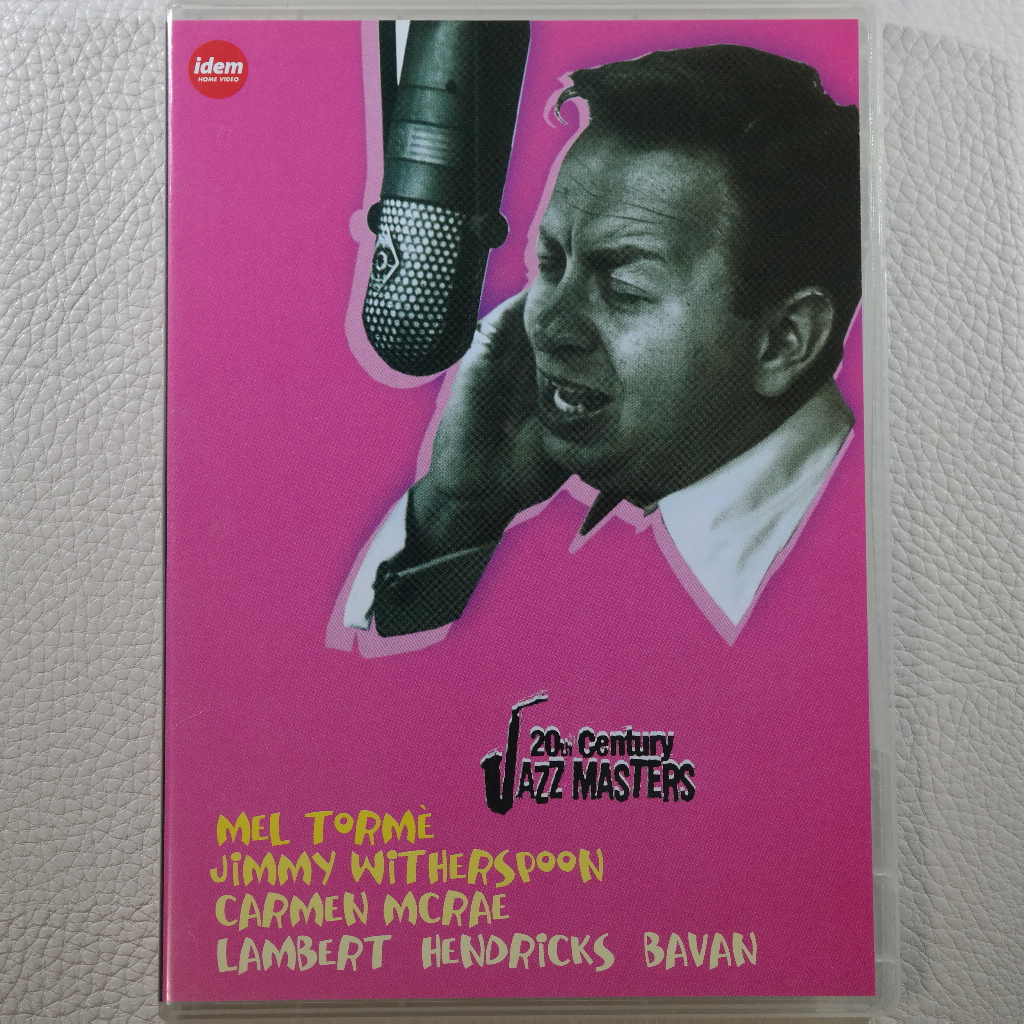 idem
HOME VIDEO
20th Century
JAZZ MASTERS
MEL TORMÈ
JIMMY WITHERSPOON
CARMEN MCRAE
LAMBERT HENDRICKS BAVAN